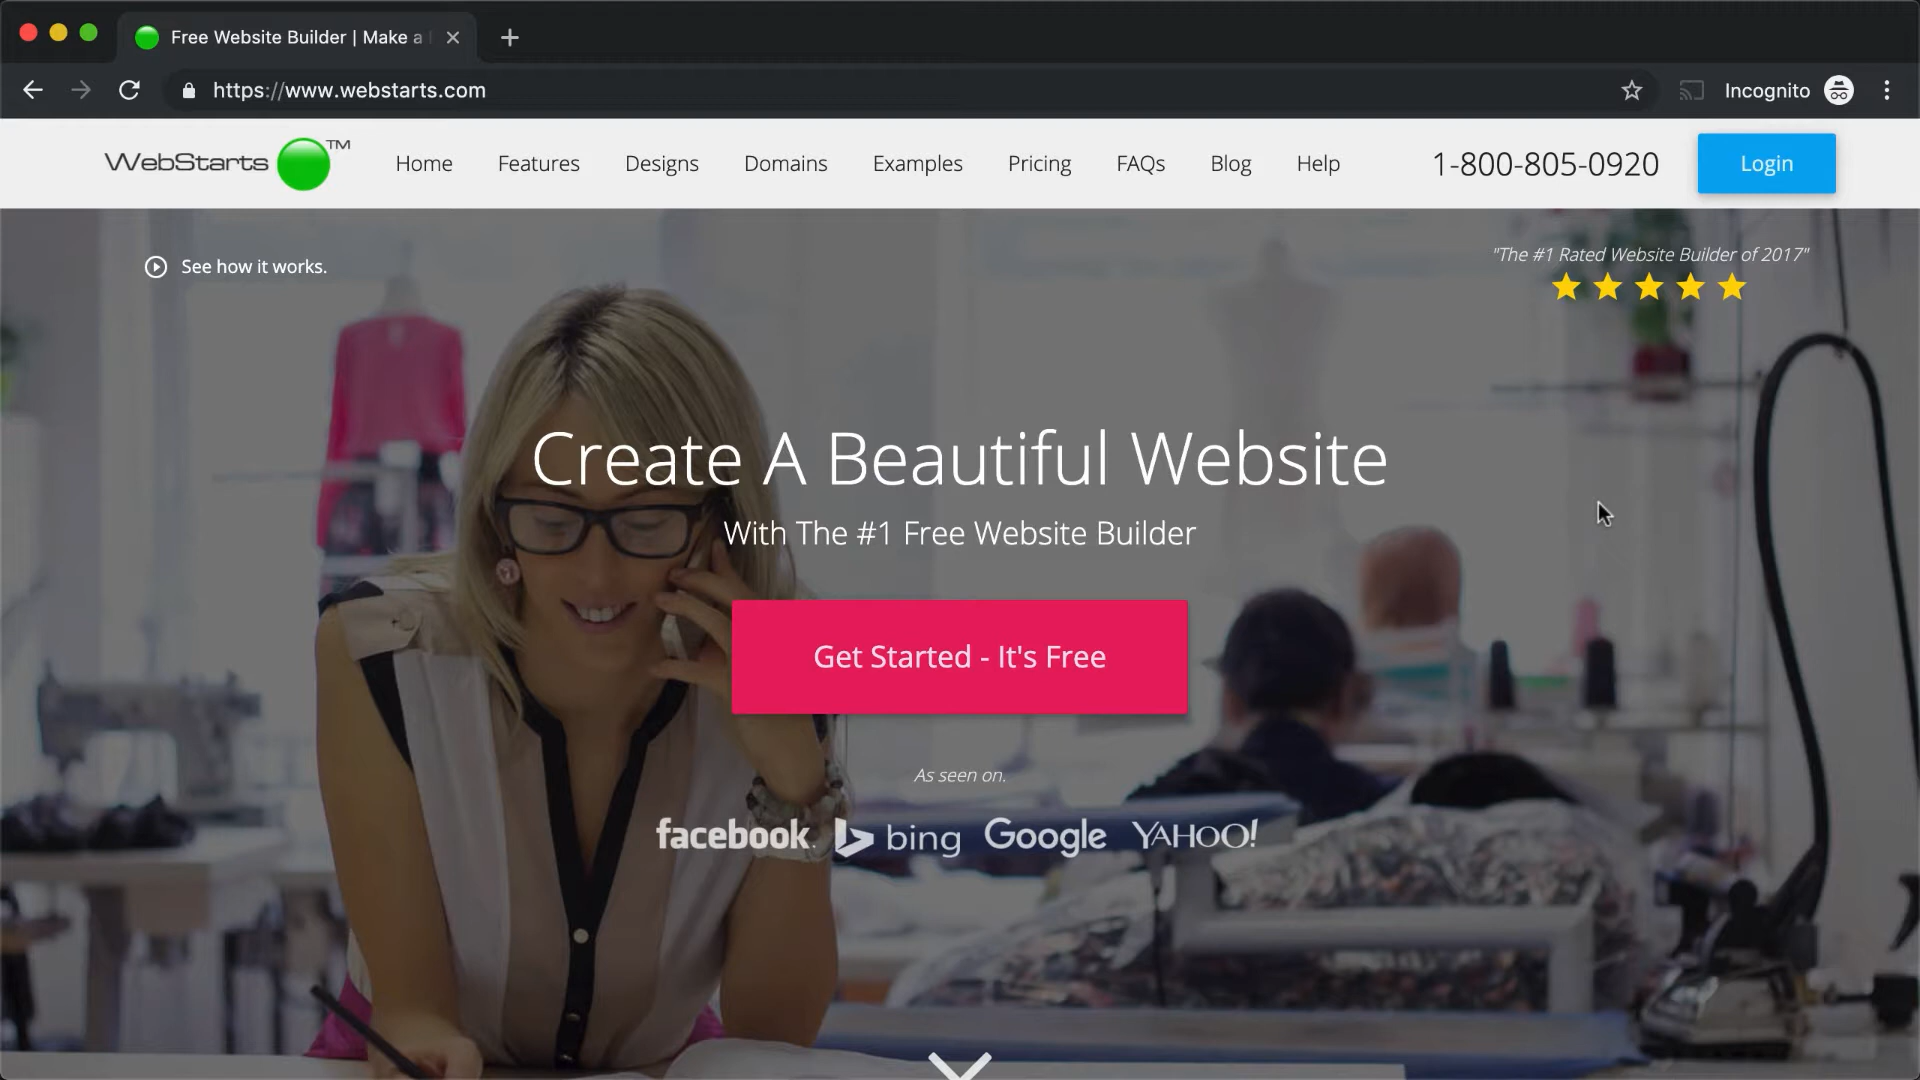 Free Website Builder | Make a
https://www.webstarts.com
Incognito
WebStarts TM
Home Features Designs Domains Examples Pricing FAQs Blog Help
1-800-805-0920
Login
See how it works.
"The #1 Rated Website Builder of 2017"
Create A Beautiful Website
With The #1 Free Website Builder
Get Started - It's Free
As seen on.
facebook. bing Google YAHOO!